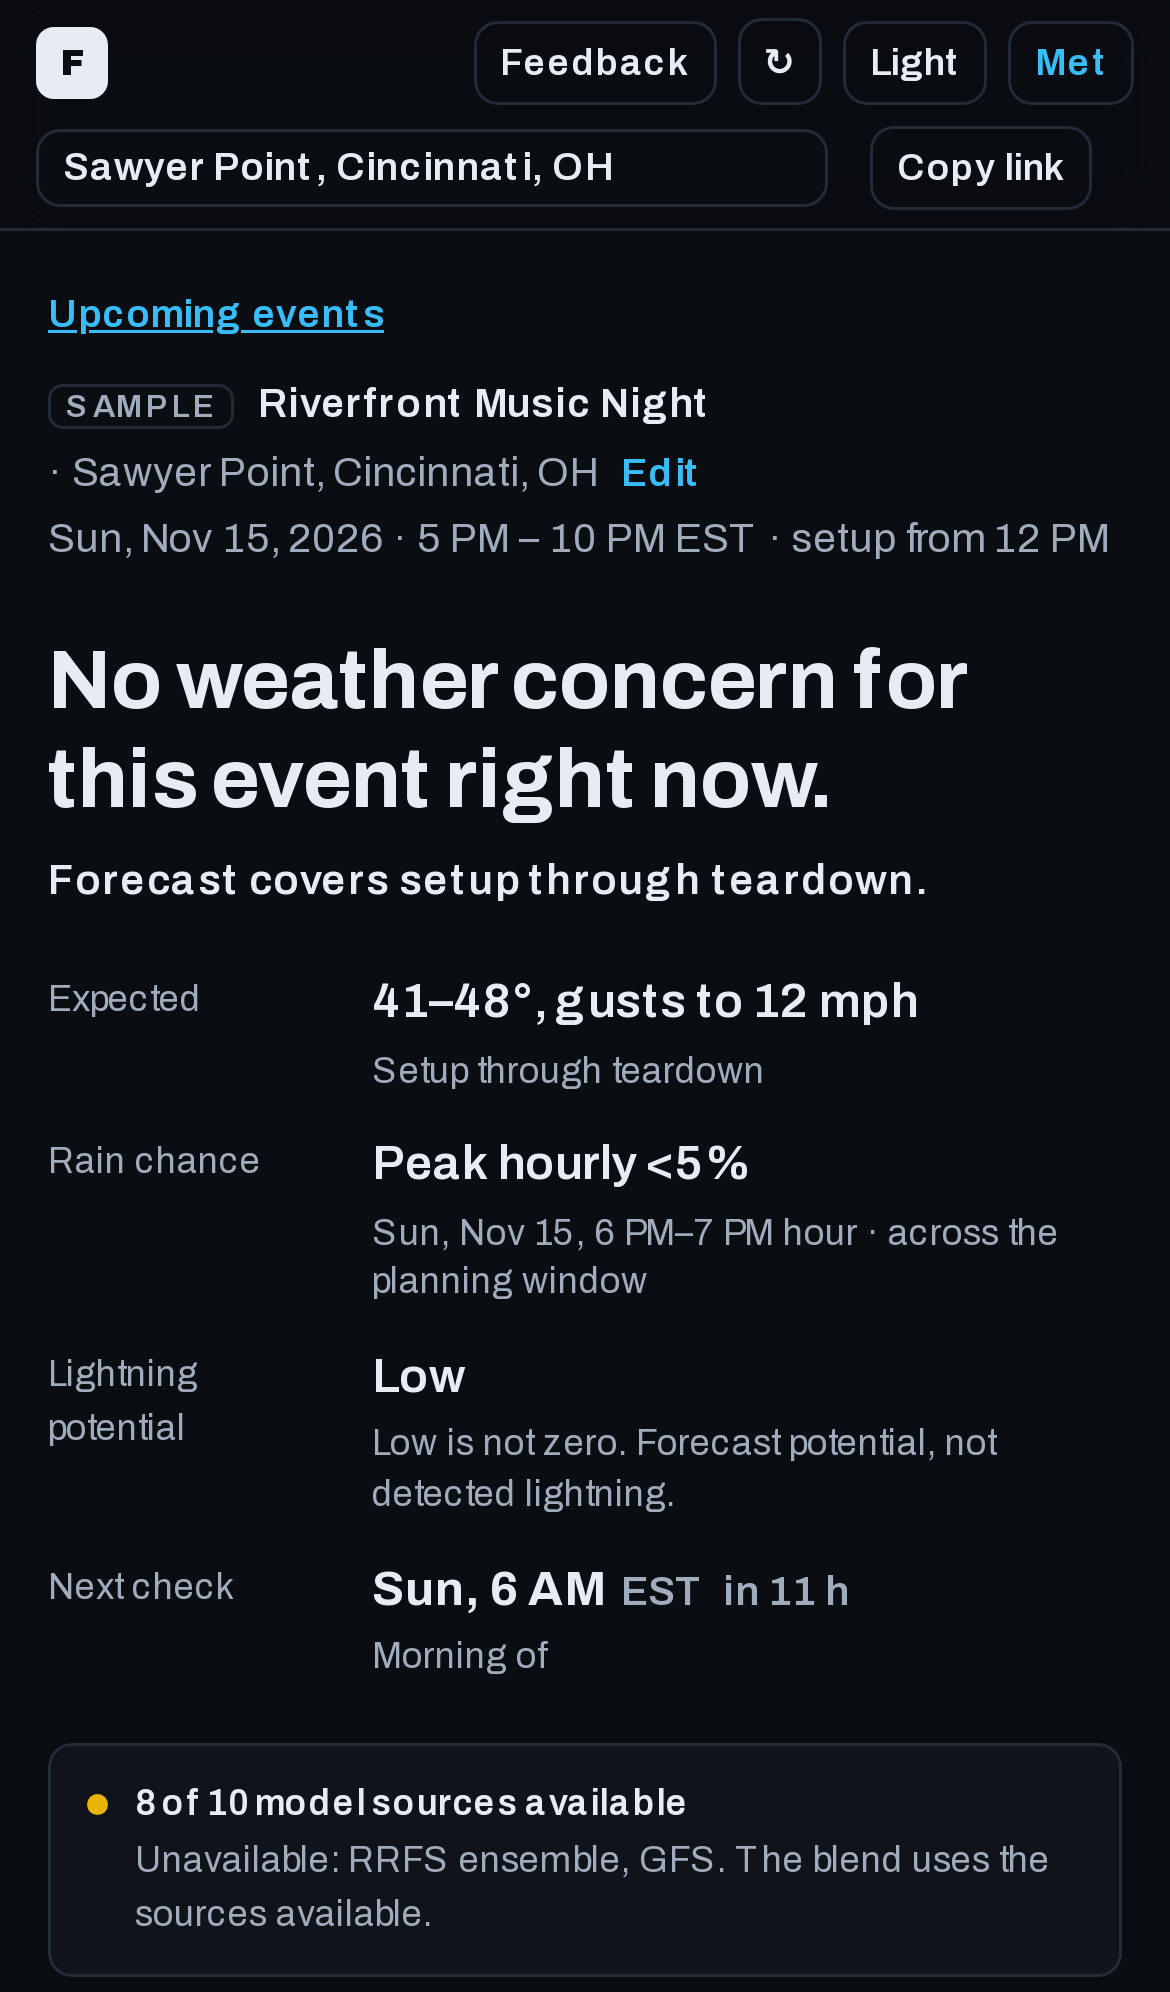 F
Feedback ↻ Light Met
Sawyer Point, Cincinnati, OH Copy link
Upcoming events
SAMPLE Riverfront Music Night
· Sawyer Point, Cincinnati, OH Edit
Sun, Nov 15, 2026 · 5 PM – 10 PM EST · setup from 12 PM
No weather concern for
this event right now.
Forecast covers setup through teardown.
Expected
41–48°, gusts to 12 mph
Setup through teardown
Rain chance
Peak hourly <5%
Sun, Nov 15, 6 PM–7 PM hour · across the
planning window
Lightning
potential
Low
Low is not zero. Forecast potential, not
detected lightning.
Next check
Sun, 6 AM EST in 11 h
Morning of
8 of 10 model sources available
Unavailable: RRFS ensemble, GFS. The blend uses the
sources available.